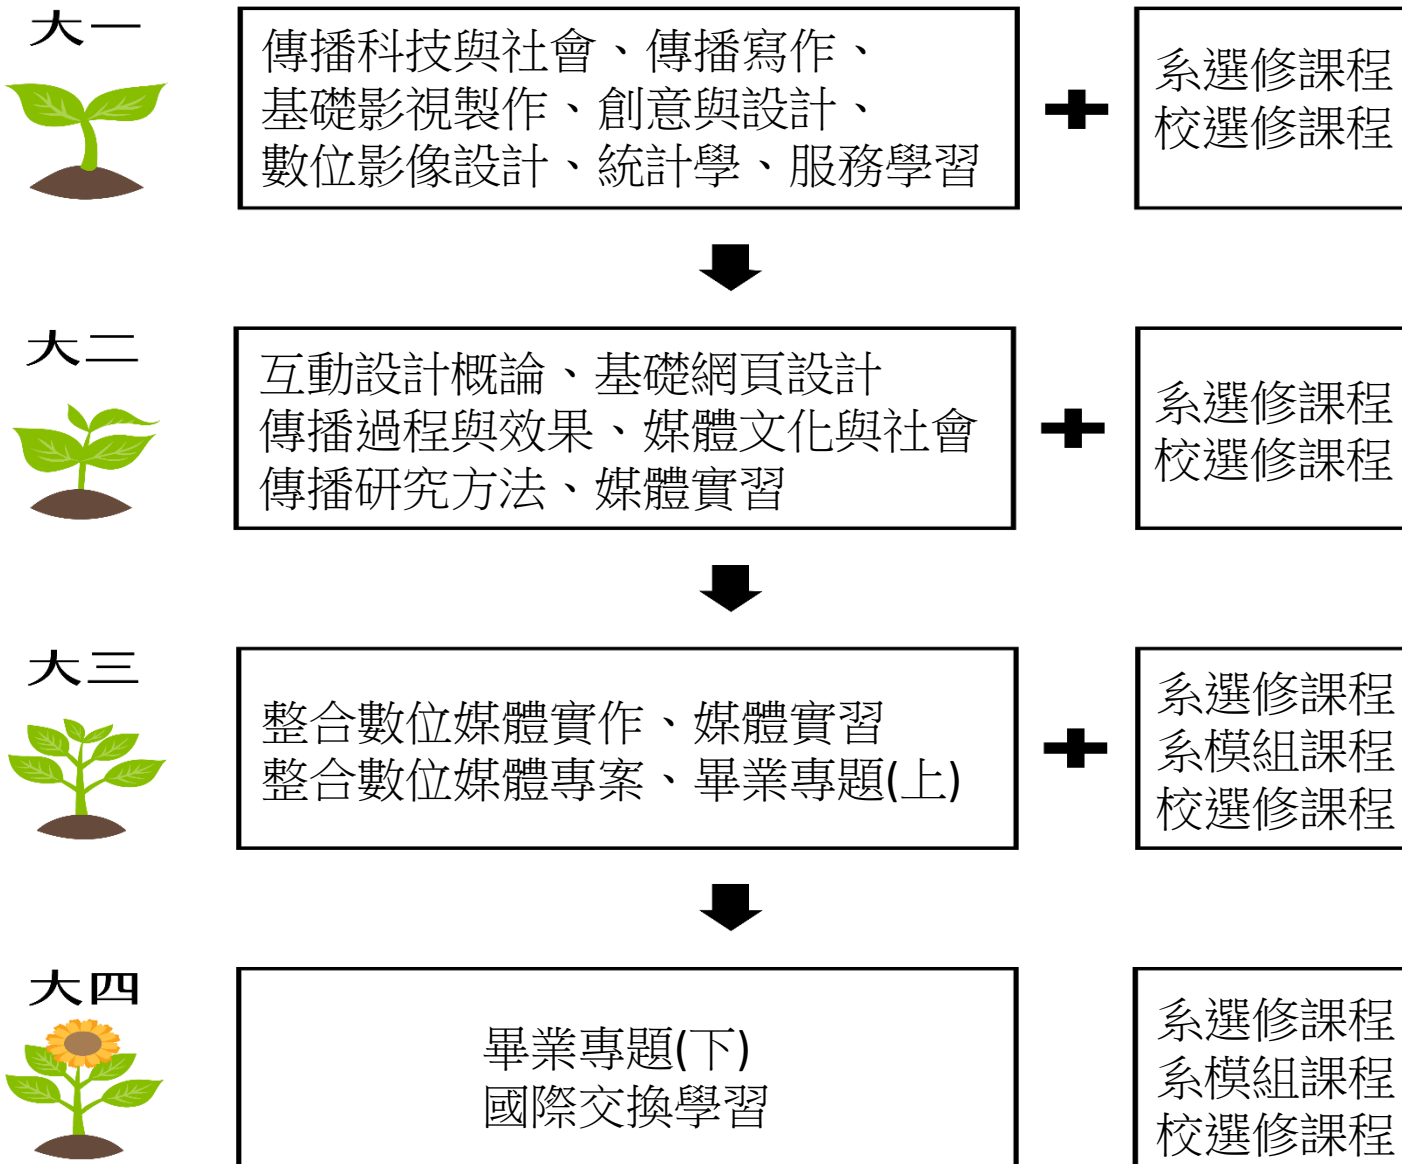 大一
傳播科技與社會、傳播寫作、
基礎影視製作、創意與設計、
數位影像設計、統計學、服務學習
系選修課程
校選修課程
大二
互動設計概論、基礎網頁設計
傳播過程與效果、媒體文化與社會
傳播研究方法、媒體實習
系選修課程
校選修課程
大三
整合數位媒體實作、媒體實習
整合數位媒體專案、畢業專題(上)
系選修課程
系模組課程
校選修課程
大四
畢業專題(下)
國際交換學習
系選修課程
系模組課程
校選修課程